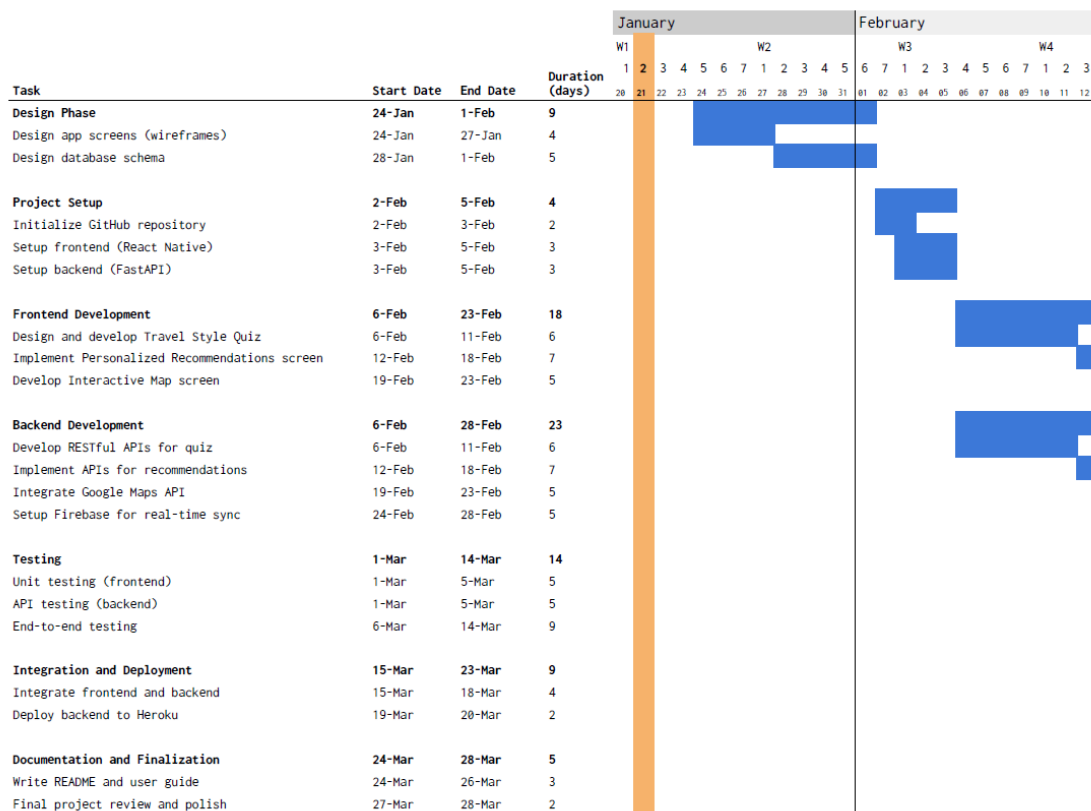 January February
W1 W2 W3 W4
1 2 3 4 5 6 7 1 2 3 4 5 6 7 1 2 3 4 5 6 7 1 2 3
Task Start Date End Date Duration (days) 20 21 22 23 24 25 26 27 28 29 30 31 01 02 03 04 05 06 07 08 09 10 11 12
Design Phase 24-Jan 1-Feb 9
Design app screens (wireframes) 24-Jan 27-Jan 4
Design database schema 28-Jan 1-Feb 5
Project Setup 2-Feb 5-Feb 4
Initialize GitHub repository 2-Feb 3-Feb 2
Setup frontend (React Native) 3-Feb 5-Feb 3
Setup backend (FastAPI) 3-Feb 5-Feb 3
Frontend Development 6-Feb 23-Feb 18
Design and develop Travel Style Quiz 6-Feb 11-Feb 6
Implement Personalized Recommendations screen 12-Feb 18-Feb 7
Develop Interactive Map screen 19-Feb 23-Feb 5
Backend Development 6-Feb 28-Feb 23
Develop RESTful APIs for quiz 6-Feb 11-Feb 6
Implement APIs for recommendations 12-Feb 18-Feb 7
Integrate Google Maps API 19-Feb 23-Feb 5
Setup Firebase for real-time sync 24-Feb 28-Feb 5
Testing 1-Mar 14-Mar 14
Unit testing (frontend) 1-Mar 5-Mar 5
API testing (backend) 1-Mar 5-Mar 5
End-to-end testing 6-Mar 14-Mar 9
Integration and Deployment 15-Mar 23-Mar 9
Integrate frontend and backend 15-Mar 18-Mar 4
Deploy backend to Heroku 19-Mar 20-Mar 2
Documentation and Finalization 24-Mar 28-Mar 5
Write README and user guide 24-Mar 26-Mar 3
Final project review and polish 27-Mar 28-Mar 2